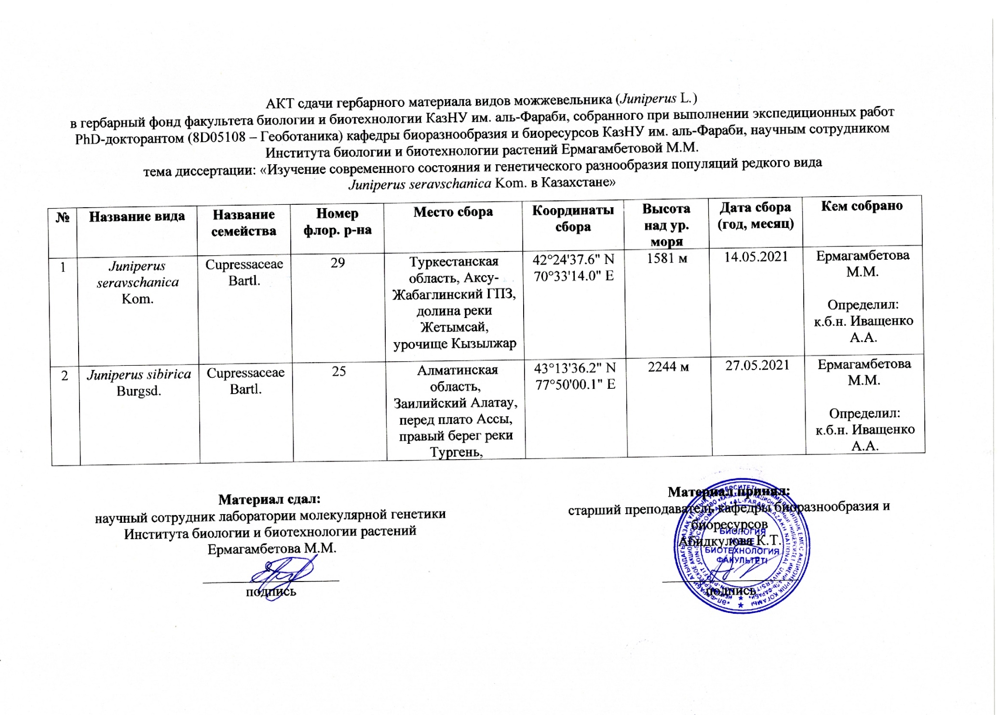 АКТ сдачи гербарного материала видов можжевельника (Juniperus L.)
в гербарный фонд факультета биологии и биотехнологии КазНУ им. аль-Фараби, собранного при выполнении экспедиционных работ
PhD-докторантом (8D05108 – Геоботаника) кафедры биоразнообразия и биоресурсов КазНУ им. аль-Фараби, научным сотрудником
Института биологии и биотехнологии растений Ермагамбетовой М.М.
тема диссертации: «Изучение современного состояния и генетического разнообразия популяций редкого вида
Juniperus seravschanica Kom. в Казахстане»
№
Название вида
Название
семейства
Номер
флор. р-на
Место сбора
Координаты
сбора
Высота
над ур.
моря
Дата сбора
(год, месяц)
Кем собрано
1
Juniperus
seravschanica
Kom.
Cupressaceae
Bartl.
29
Туркестанская
область, Аксу-
Жабаглинский ГПЗ,
долина реки
Жетымсай,
урочище Кызылжар
42°24'37.6" N
70°33'14.0" E
1581 м
14.05.2021
Ермагамбетова
М.М.
Определил:
к.б.н. Иващенко
А.А.
2
Juniperus sibirica
Burgsd.
Cupressaceae
Bartl.
25
Алматинская
область,
Заилийский Алатау,
перед плато Ассы,
правый берег реки
Тургень,
43°13'36.2" N
77°50'00.1" E
2244 м
27.05.2021
Ермагамбетова
М.М.
Определил:
к.б.н. Иващенко
А.А.
Материал сдал:
научный сотрудник лаборатории молекулярной генетики
Института биологии и биотехнологии растений
Ермагамбетова М.М.
подпись
Материал принял:
старший преподаватель кафедры биоразнообразия и
биоресурсов
Абидкулова К.Т.
подпись
БИОЛОГИЯ
ЖӘНЕ
БИОТЕХНОЛОГИЯ
ФАКУЛЬТЕТІ